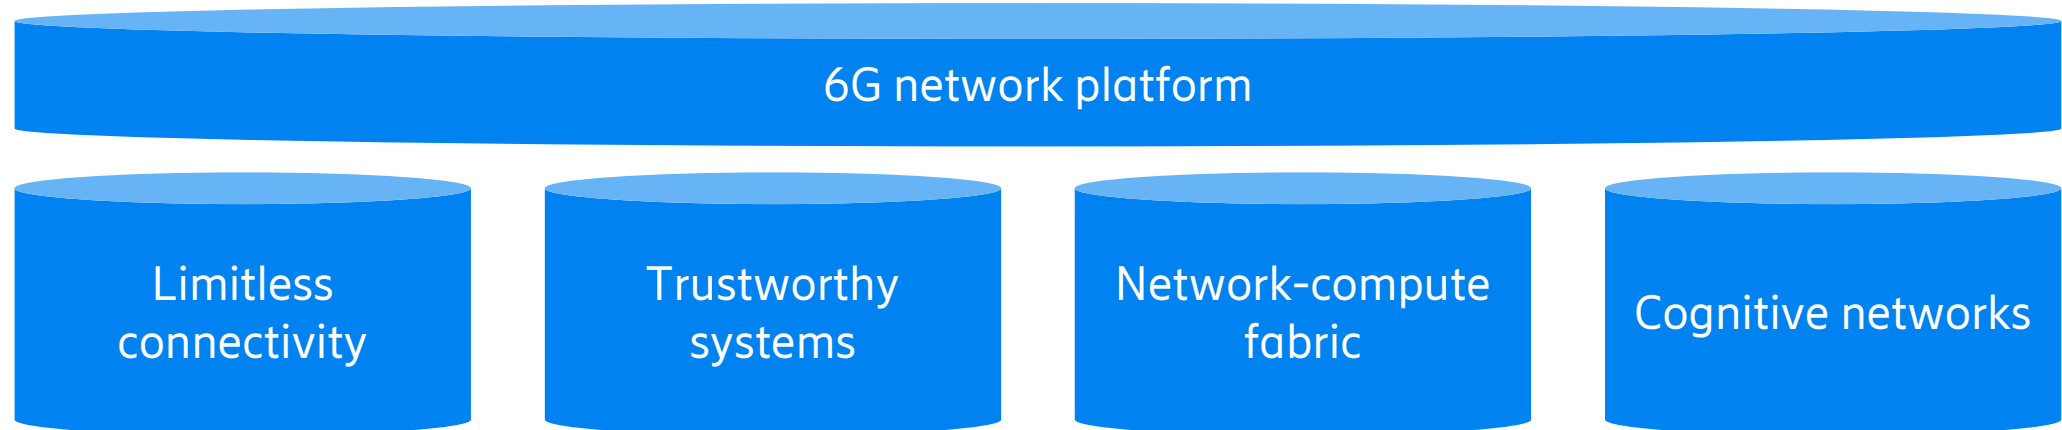 6G network platform
Limitless
connectivity
Trustworthy
systems
Network-compute
fabric
Cognitive networks